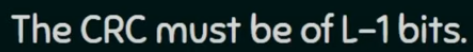 The CRC must be of L-1 bits.